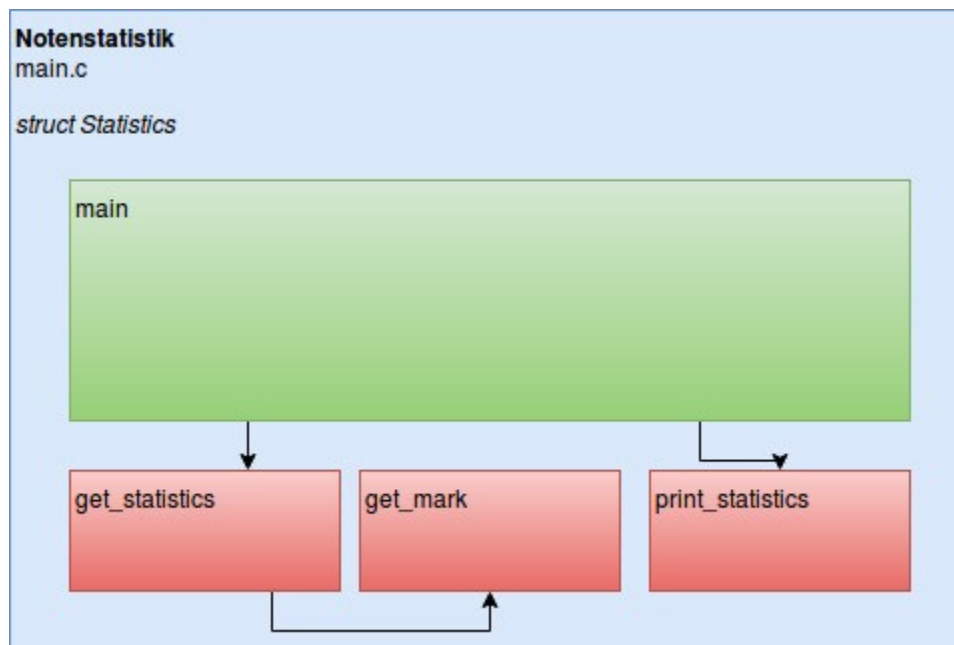 Notenstatistik
main.c
struct Statistics
main
get_statistics
get_mark
print_statistics